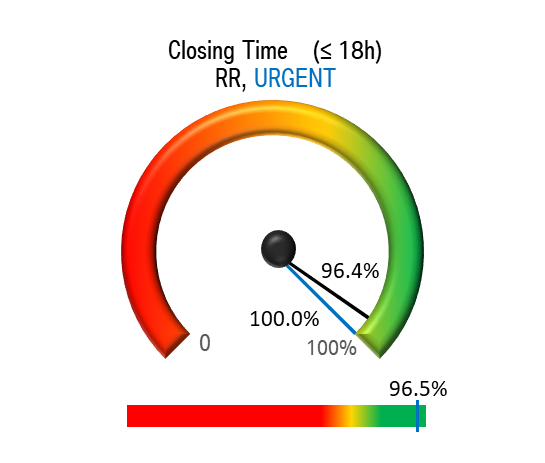 Closing Time (≤ 18h)
RR, URGENT
96.4%
100.0%
0
100%
96.5%